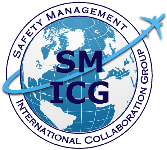 SAFETY MANAGEMENT
SM
ICG
INTERNATIONAL COLLABORATION GROUP